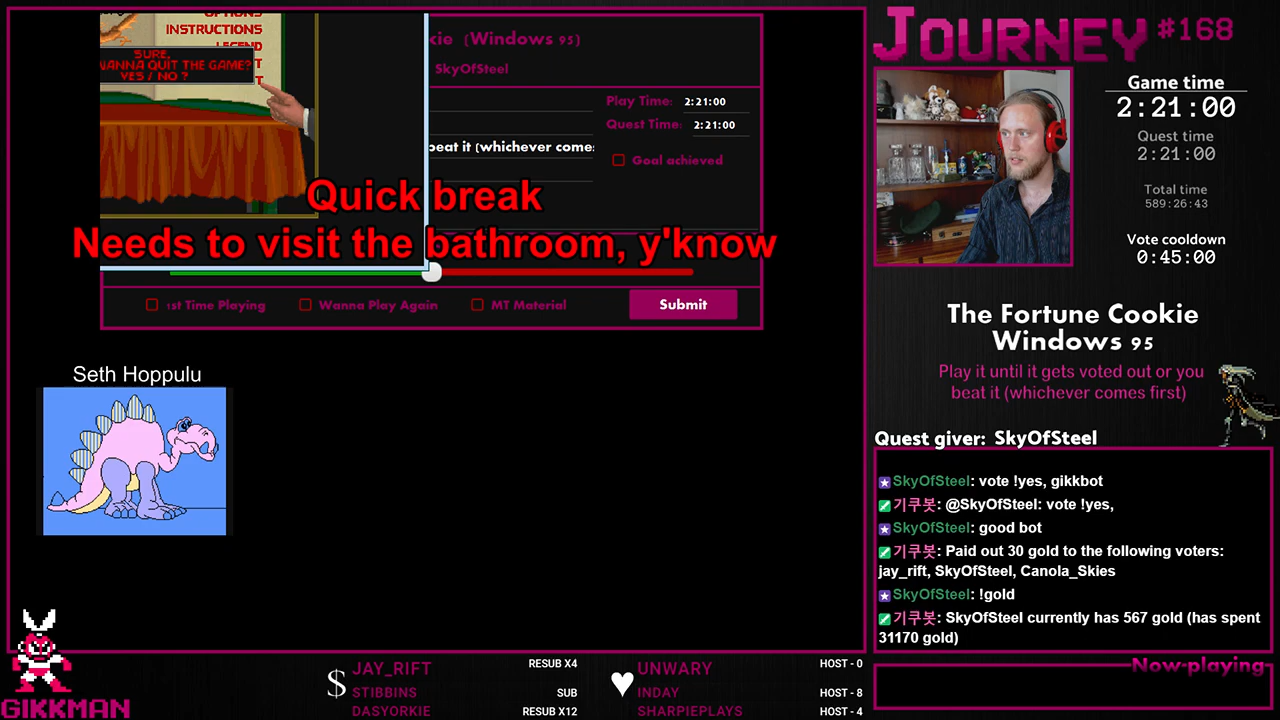 OPTIONS
INSTRUCTIONS
LEGEND
SURE,
WANNA QUIT THE GAME?
YES / NO ?
kie (Windows 95)
SkyOfSteel
Play Time: 2:21:00
Quest Time: 2:21:00
beat it (whichever comes
Goal achieved
Quick break
Needs to visit the bathroom, y'know
1st Time Playing
Wanna Play Again
MT Material
Submit
Seth Hoppulu
GIKKMAN
$ JAY_RIFT RESUB X4
STIBBINS SUB
DASYORKIE RESUB X12
UNWARY HOST - 0
INDAY HOST - 8
SHARPIEPLAYS HOST - 4
JOURNEY #168
Game time
2:21:00
Quest time
2:21:00
Total time
589:26:43
Vote cooldown
0:45:00
The Fortune Cookie
Windows 95
Play it until it gets voted out or you
beat it (whichever comes first)
Quest giver: SkyOfSteel
SkyOfSteel: vote !yes, gikkbot
기쿠봇: @SkyOfSteel: vote !yes,
SkyOfSteel: good bot
기쿠봇: Paid out 30 gold to the following voters:
jay_rift, SkyOfSteel, Canola_Skies
SkyOfSteel: !gold
기쿠봇: SkyOfSteel currently has 567 gold (has spent
31170 gold)
Now playing